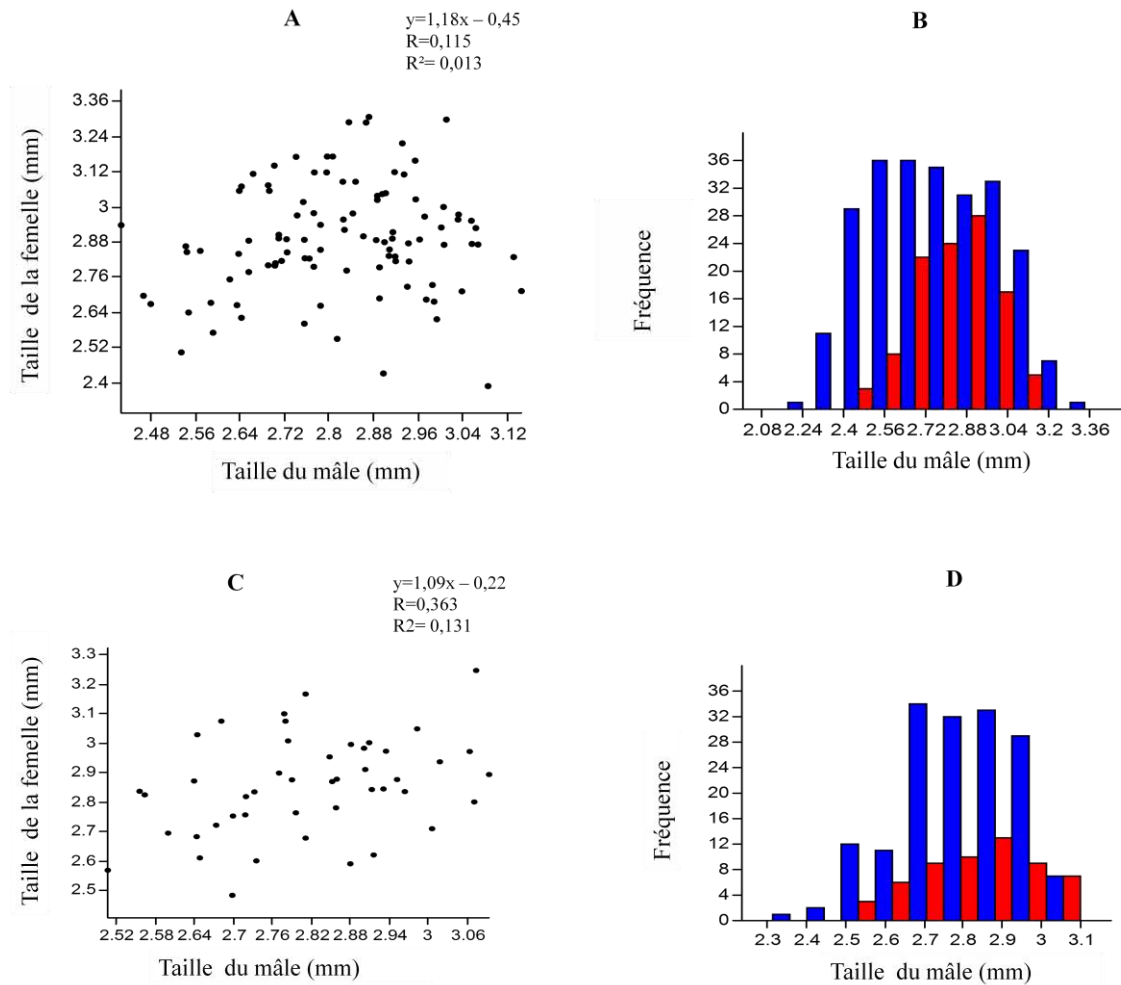 A
y=1,18x – 0,45
R=0,115
R²= 0,013
Taille de la femelle (mm)
3.36
3.24
3.12
3
2.88
2.76
2.64
2.52
2.4
2.48 2.56 2.64 2.72 2.8 2.88 2.96 3.04 3.12
Taille du mâle (mm)
B
Fréquence
36
32
28
24
20
16
12
8
4
0
2.08 2.24 2.4 2.56 2.72 2.88 3.04 3.2 3.36
Taille du mâle (mm)
C
y=1,09x – 0,22
R=0,363
R2= 0,131
Taille de la femelle (mm)
3.3
3.2
3.1
3
2.9
2.8
2.7
2.6
2.5
2.52 2.58 2.64 2.7 2.76 2.82 2.88 2.94 3 3.06
Taille du mâle (mm)
D
Fréquence
36
32
28
24
20
16
12
8
4
0
2.3 2.4 2.5 2.6 2.7 2.8 2.9 3 3.1
Taille du mâle (mm)